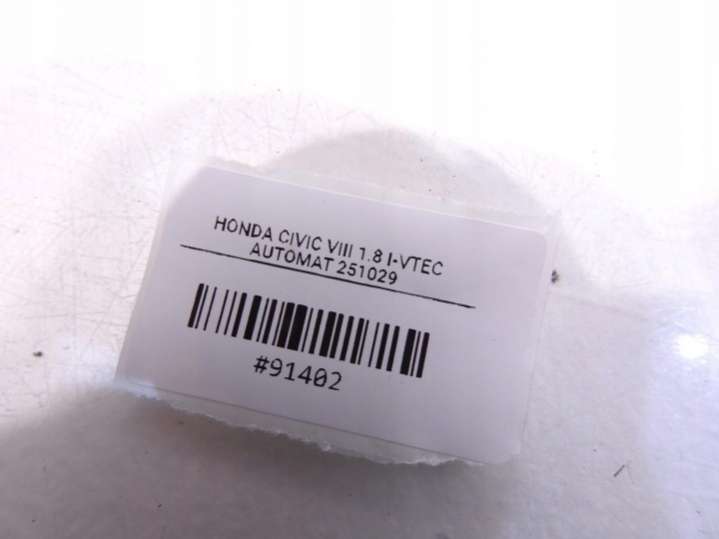 HONDA CIVIC VIII 1.8 I-VTEC
AUTOMAT 251029
#91402